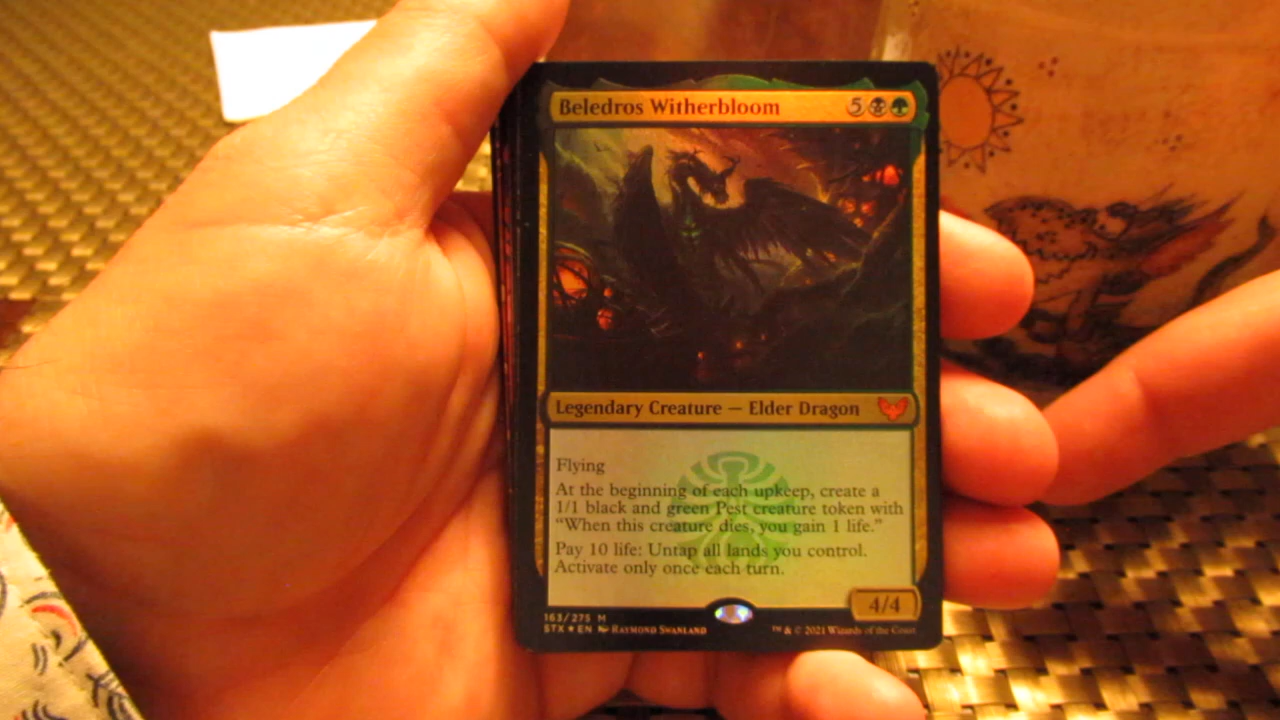 Beledros Witherbloom 5
Legendary Creature — Elder Dragon
Flying
At the beginning of each upkeep, create a
1/1 black and green Pest creature token with
“When this creature dies, you gain 1 life.”
Pay 10 life: Untap all lands you control.
Activate only once each turn.
4/4
163/275 M
STX ★ EN Raymond Swanland
™ & © 2021 Wizards of the Coast